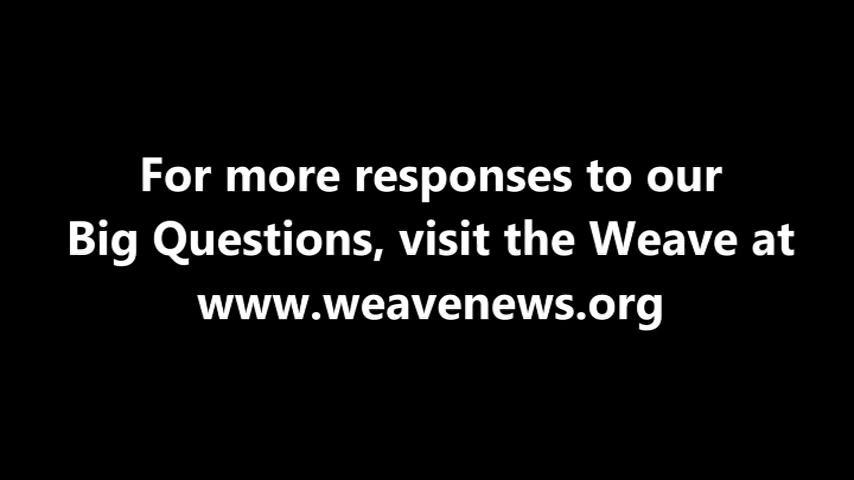 For more responses to our
Big Questions, visit the Weave at
www.weavenews.org